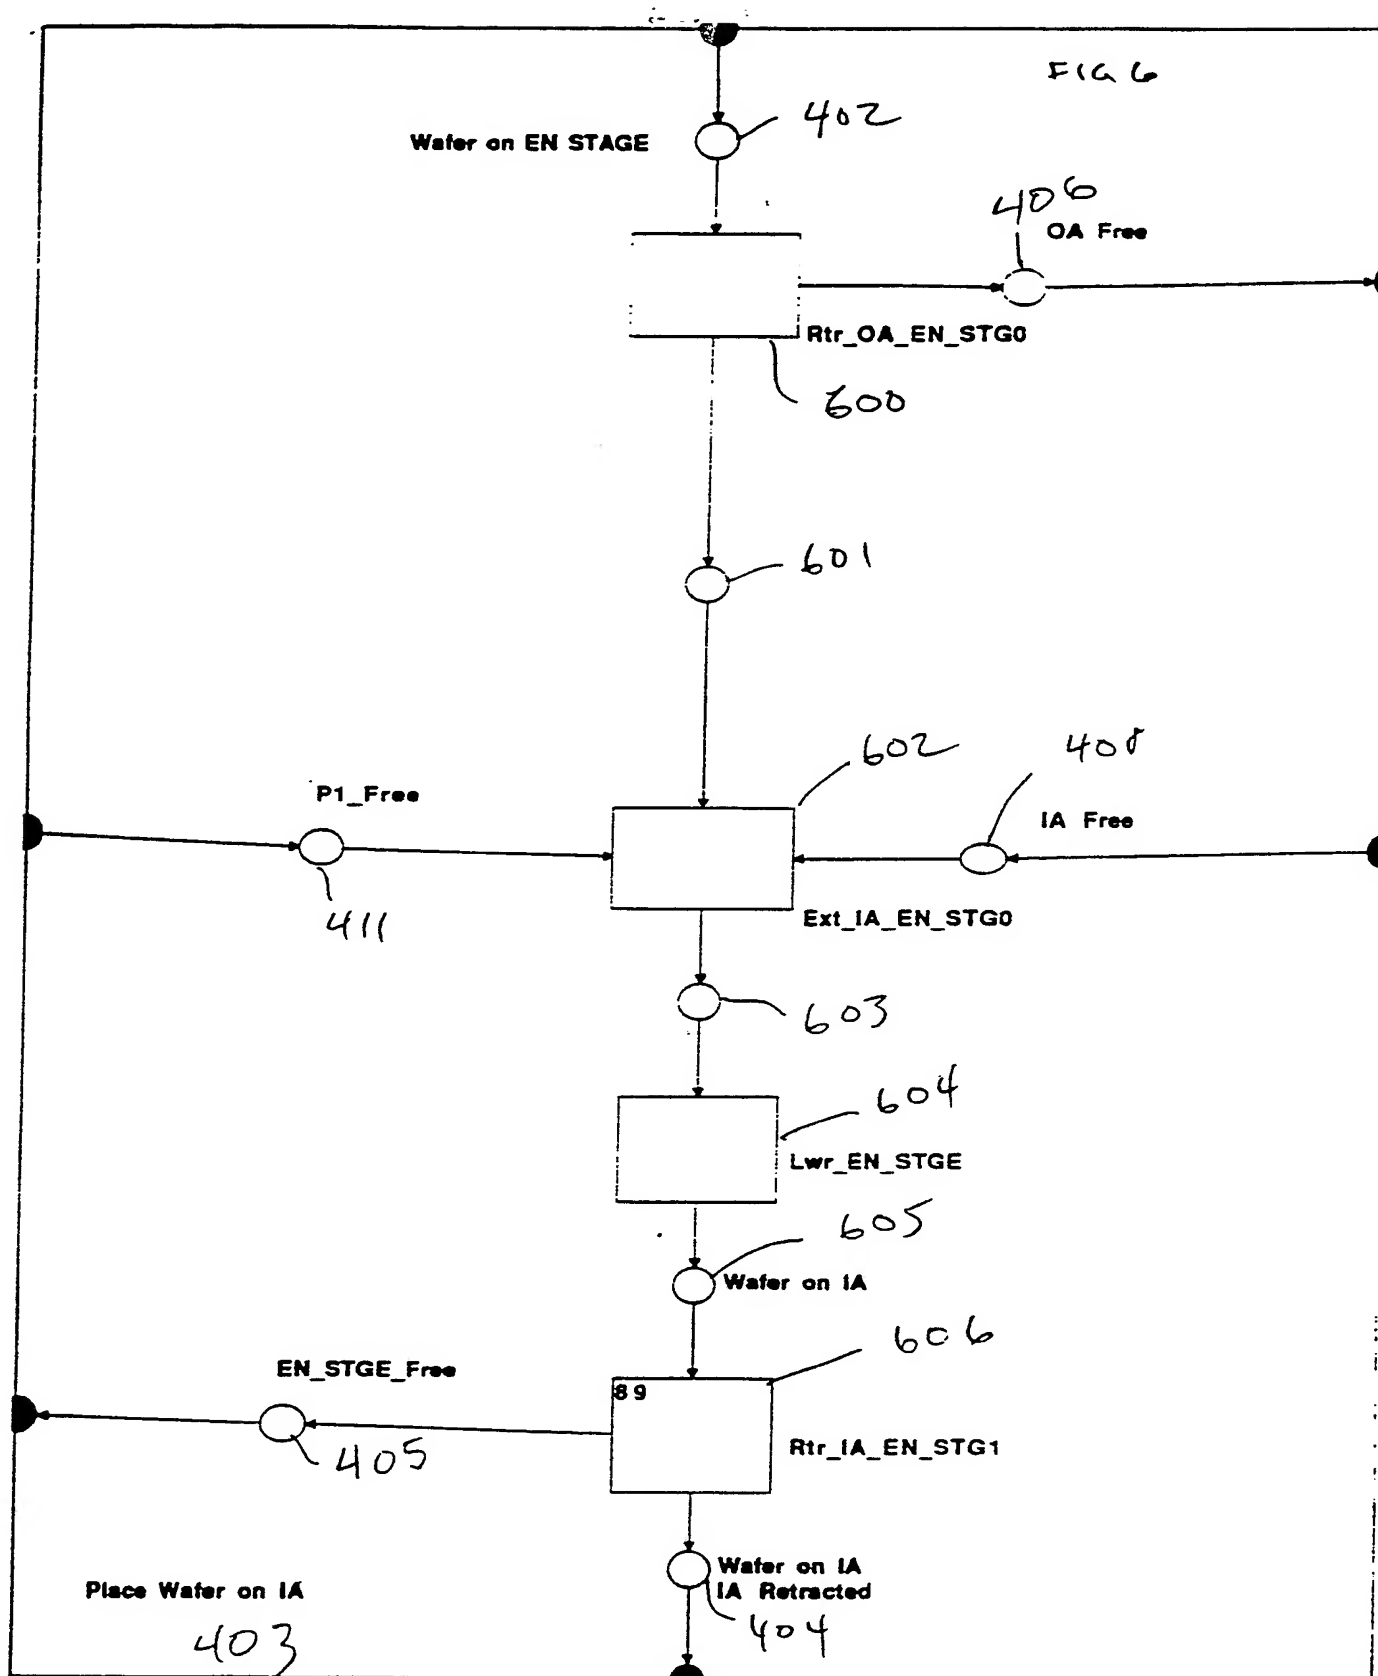 FIG 6
402
Wafer on EN STAGE
406
OA Free
Rtr_OA_EN_STG0
600
601
602
408
P1_Free
IA Free
411
Ext_IA_EN_STG0
603
604
Lwr_EN_STGE
605
Wafer on IA
606
EN_STGE_Free
89
405
Rtr_IA_EN_STG1
Wafer on IA
IA Retracted
Place Wafer on IA
404
403